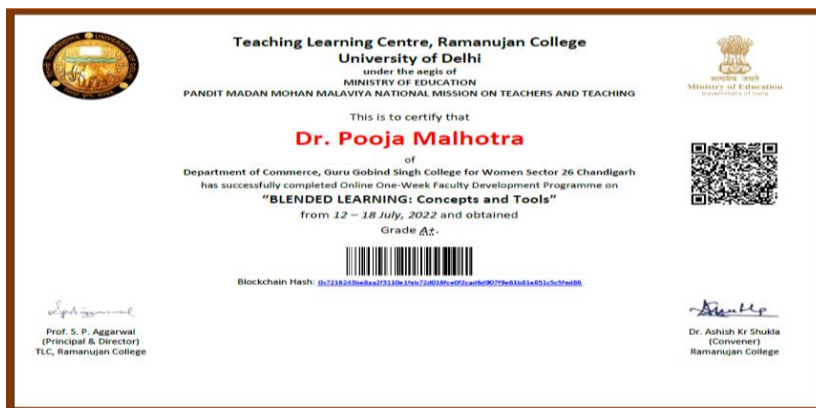 Teaching Learning Centre, Ramanujan College
University of Delhi
under the aegis of
MINISTRY OF EDUCATION
PANDIT MADAN MOHAN MALAVIYA NATIONAL MISSION ON TEACHERS AND TEACHING
सत्यमेव जयते
Ministry of Education
Government of India
This is to certify that
Dr. Pooja Malhotra
of
Department of Commerce, Guru Gobind Singh College for Women Sector 26 Chandigarh
has successfully completed Online One-Week Faculty Development Programme on
“BLENDED LEARNING: Concepts and Tools”
from 12 – 18 July, 2022 and obtained
Grade A+.
Blockchain Hash:
Prof. S. P. Aggarwal
(Principal & Director)
TLC, Ramanujan College
Dr. Ashish Kr Shukla
(Convener)
Ramanujan College